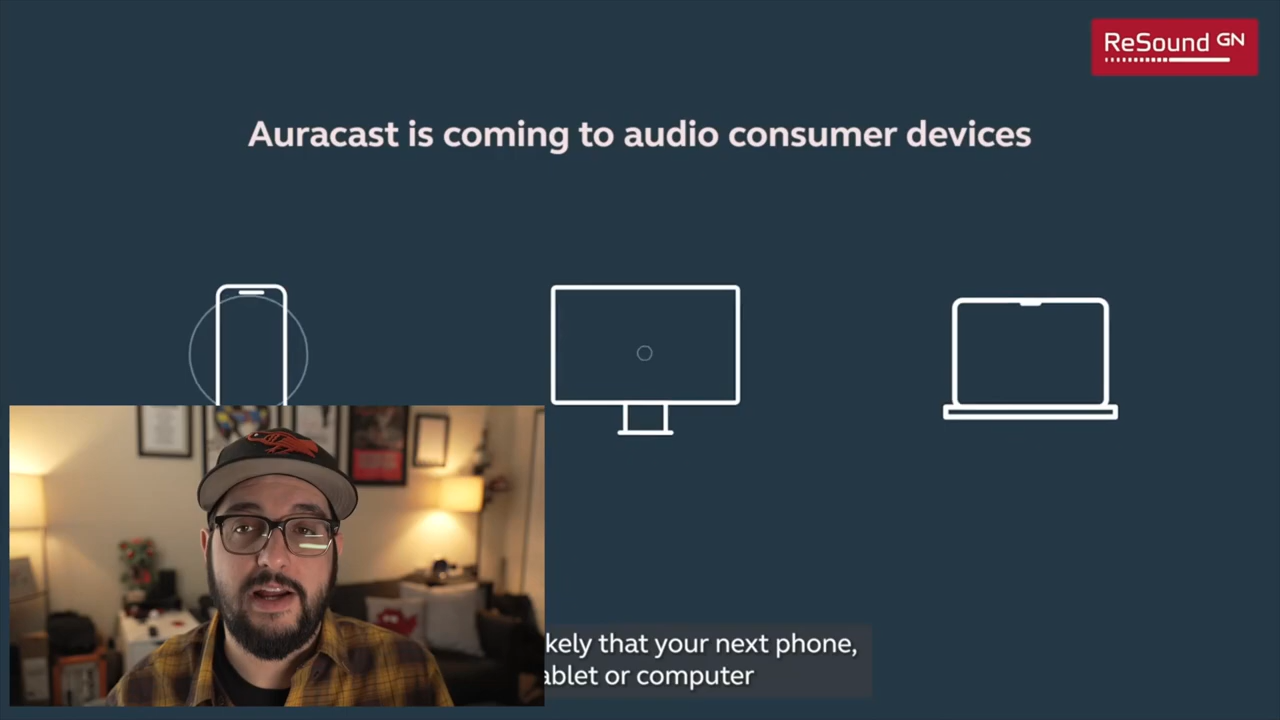 ReSound GN
Auracast is coming to audio consumer devices
kely that your next phone,
ablet or computer